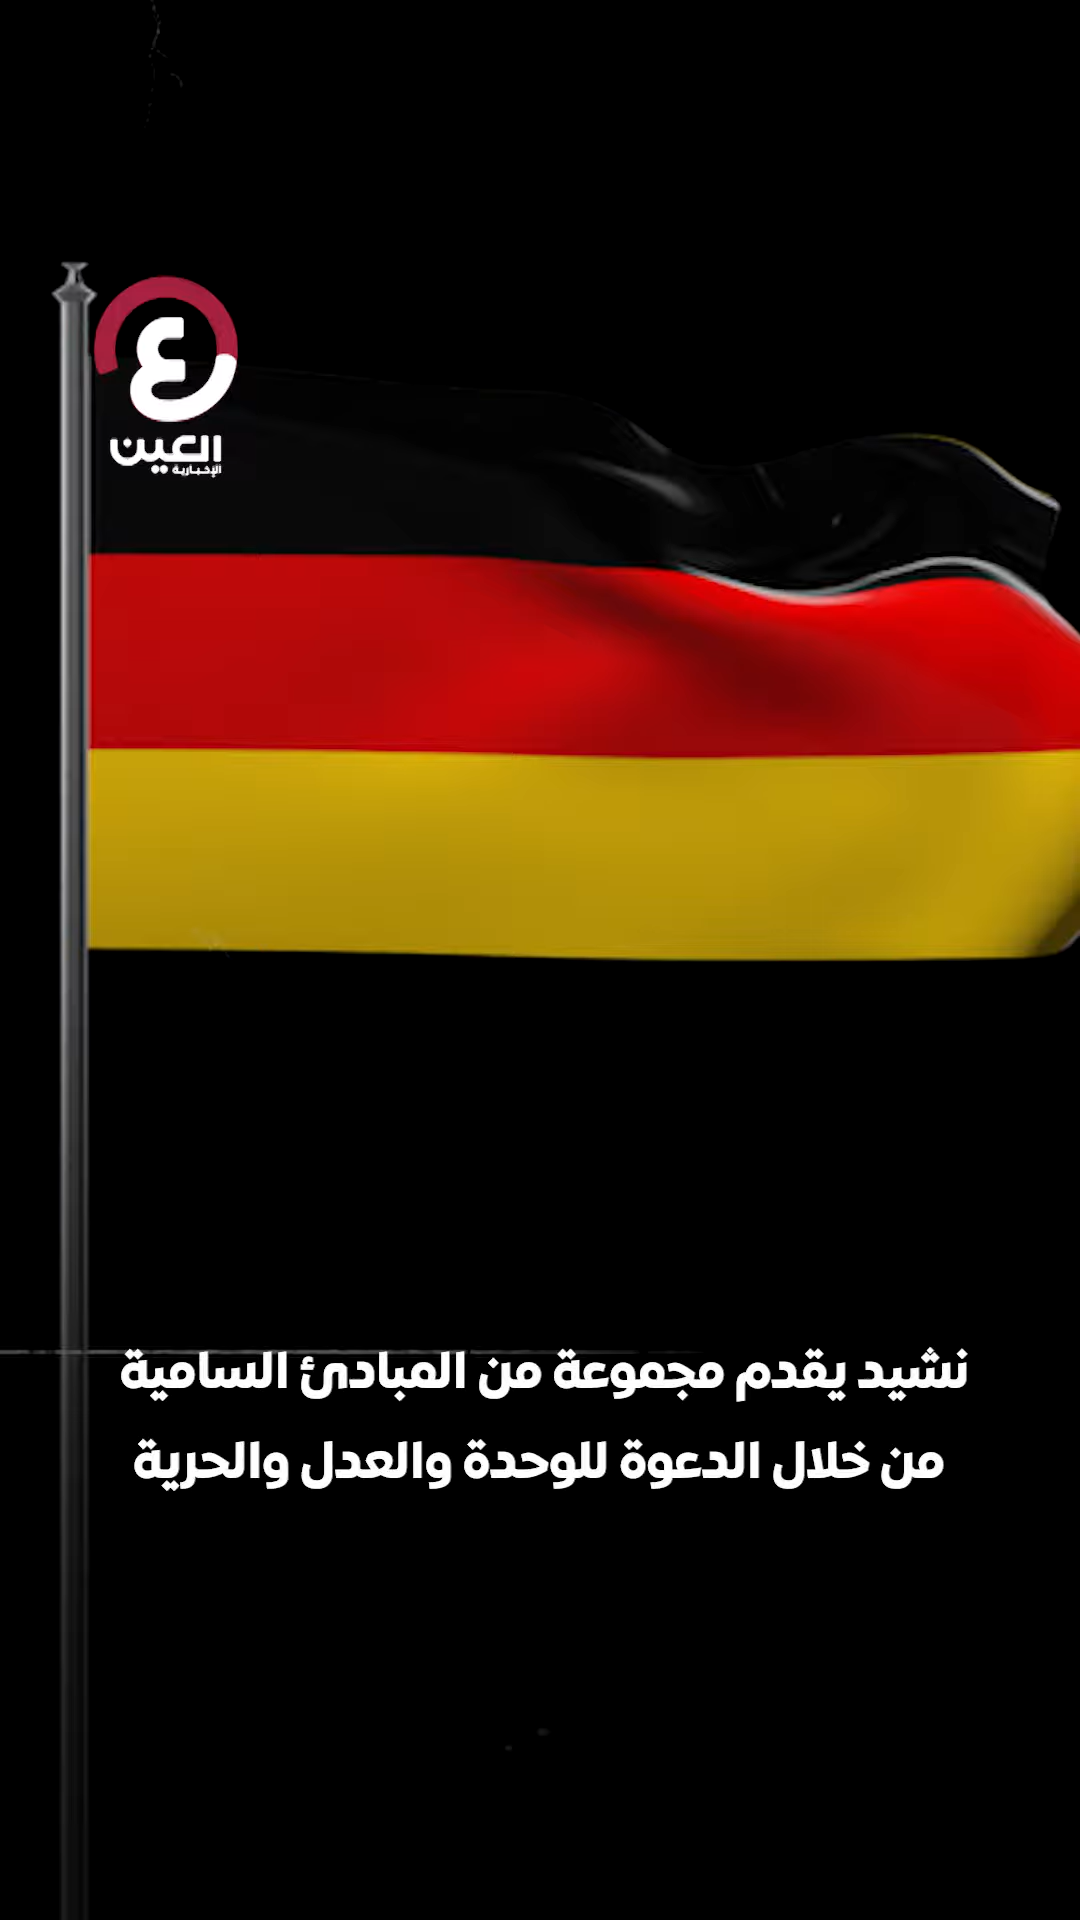 العين
الإخبارية
نشيد يقدم مجموعة من المبادئ السامية
من خلال الدعوة للوحدة والعدل والحرية